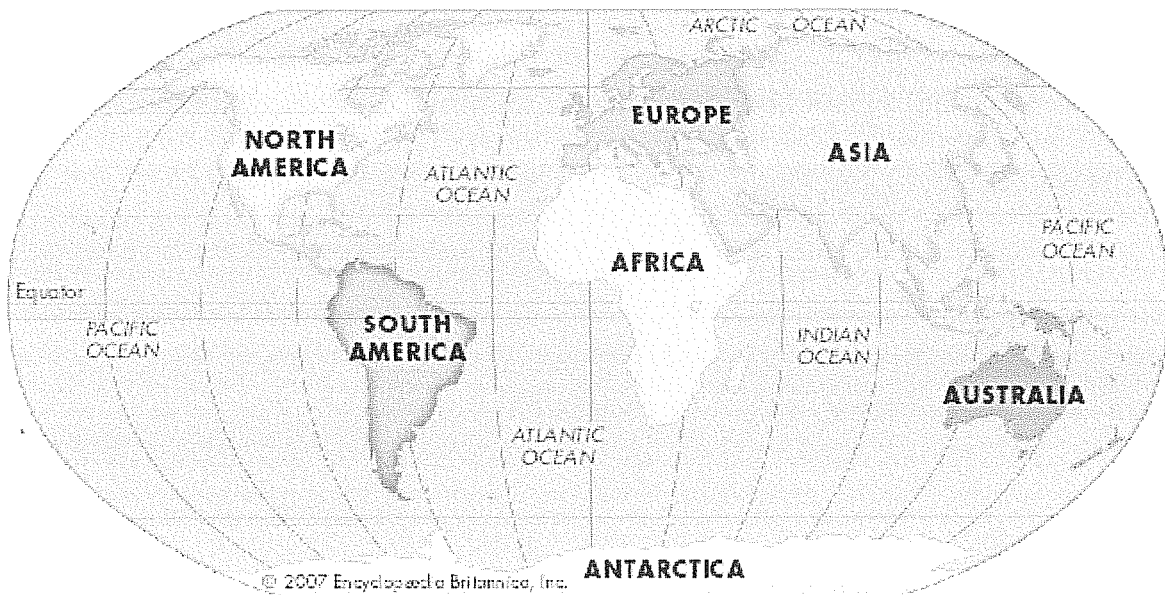 ARCTIC OCEAN
EUROPE
NORTH
AMERICA
ASIA
ATLANTIC
OCEAN
PACIFIC
OCEAN
AFRICA
Equator
PACIFIC
OCEAN
SOUTH
AMERICA
INDIAN
OCEAN
AUSTRALIA
ATLANTIC
OCEAN
ANTARCTICA
© 2007 Encyclopædia Britannica, Inc.